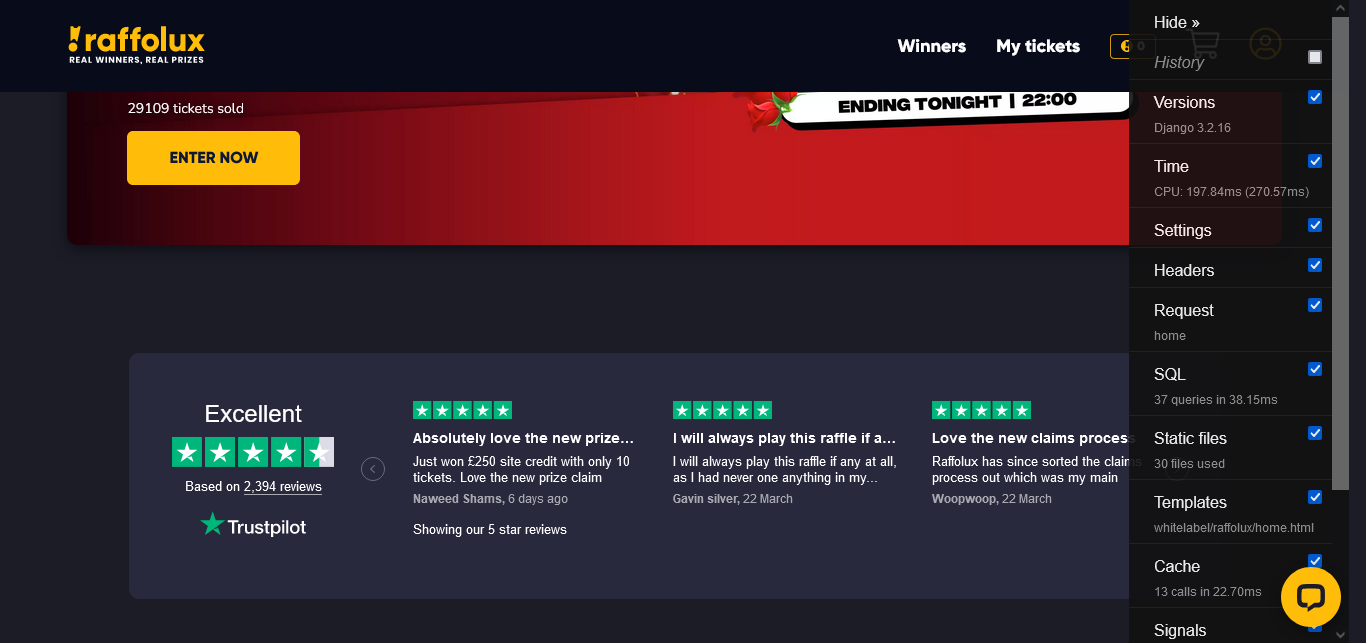 raffolux
REAL WINNERS, REAL PRIZES
Winners
My tickets
0
29109 tickets sold
ENTER NOW
ENDING TONIGHT | 22:00
Excellent
Based on 2,394 reviews
Trustpilot
Absolutely love the new prize...
Just won £250 site credit with only 10
tickets. Love the new prize claim
Naweed Shams, 6 days ago
Showing our 5 star reviews
I will always play this raffle if a...
I will always play this raffle if any at all,
as I had never one anything in my...
Gavin silver, 22 March
Love the new claims process
Raffolux has since sorted the claims
process out which was my main
Woopwoop, 22 March
Hide »
History
Versions
Django 3.2.16
Time
CPU: 197.84ms (270.57ms)
Settings
Headers
Request
home
SQL
37 queries in 38.15ms
Static files
30 files used
Templates
whitelabel/raffolux/home.html
Cache
13 calls in 22.70ms
Signals